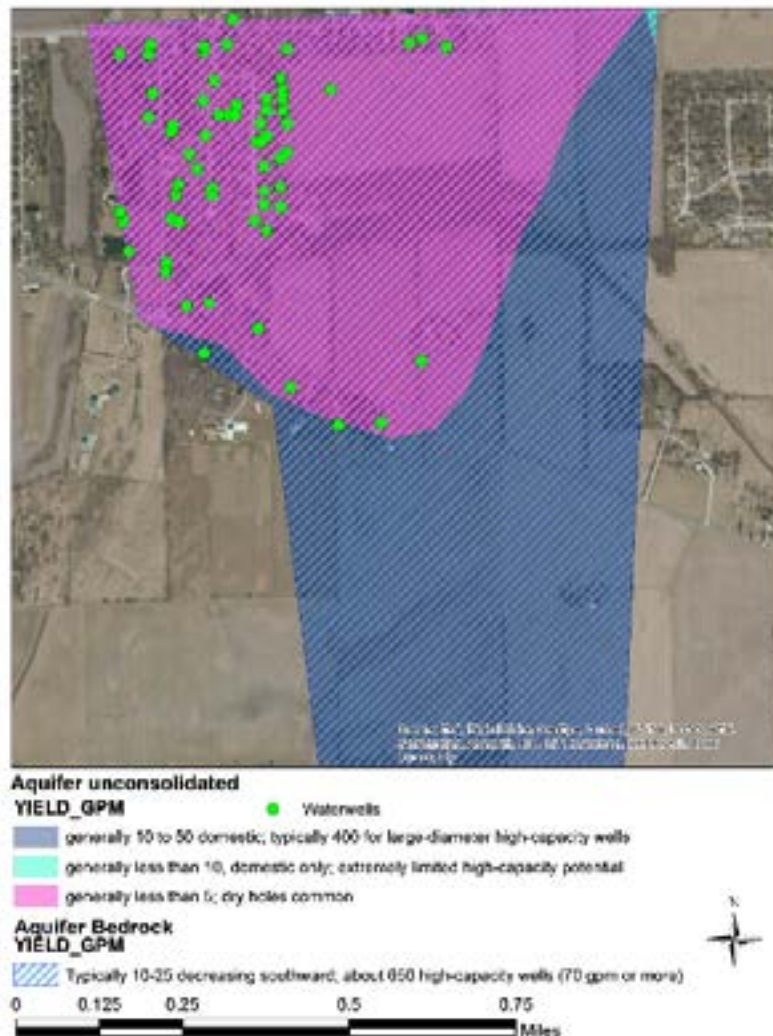 Aquifer unconsolidated
YIELD_GPM
Waterwells
generally 10 to 50 domestic; typically 400 for large-diameter high-capacity wells
generally less than 10, domestic only; extremely limited high-capacity potential
generally less than 5; dry holes common
Aquifer Bedrock
YIELD_GPM
Typically 10-25 decreasing southward; about 650 high-capacity wells (70 gpm or more)
N
0 0.125 0.25 0.5 0.75
Miles